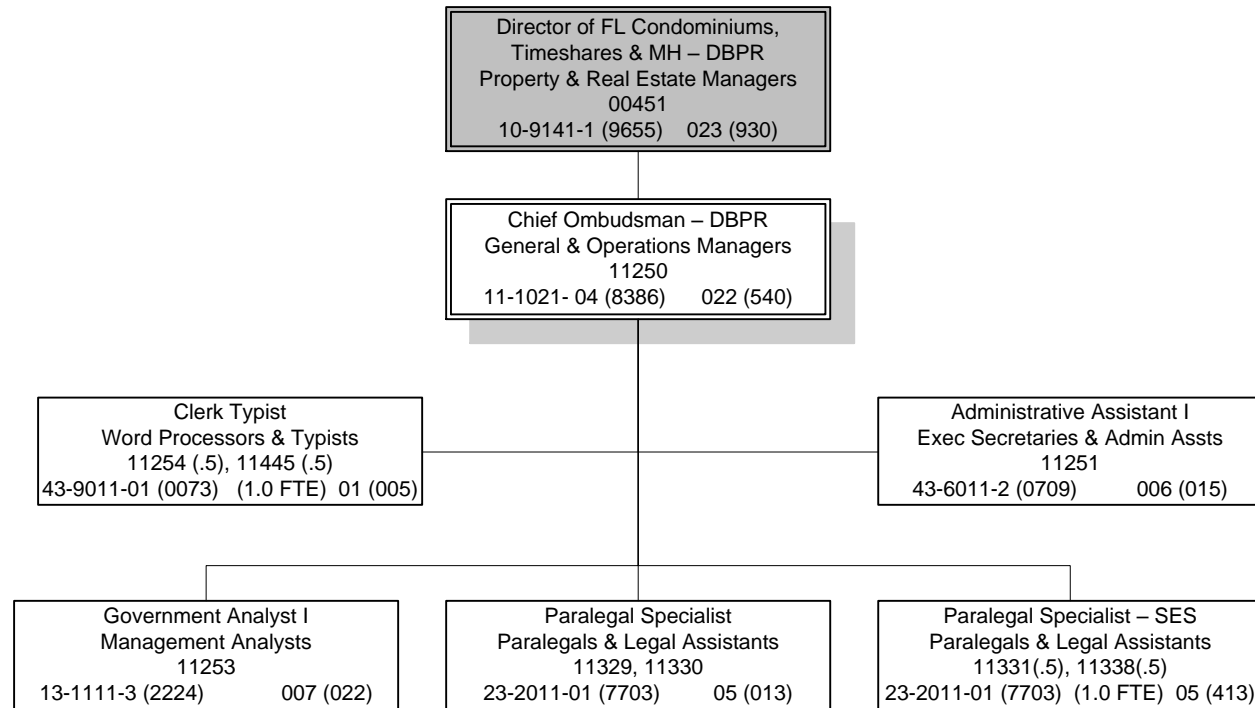 Director of FL Condominiums,
Timeshares & MH – DBPR
Property & Real Estate Managers
00451
10-9141-1 (9655) 023 (930)
Chief Ombudsman – DBPR
General & Operations Managers
11250
11-1021- 04 (8386) 022 (540)
Clerk Typist
Word Processors & Typists
11254 (.5), 11445 (.5)
43-9011-01 (0073) (1.0 FTE) 01 (005)
Administrative Assistant I
Exec Secretaries & Admin Assts
11251
43-6011-2 (0709) 006 (015)
Government Analyst I
Management Analysts
11253
13-1111-3 (2224) 007 (022)
Paralegal Specialist
Paralegals & Legal Assistants
11329, 11330
23-2011-01 (7703) 05 (013)
Paralegal Specialist – SES
Paralegals & Legal Assistants
11331(.5), 11338(.5)
23-2011-01 (7703) (1.0 FTE) 05 (413)